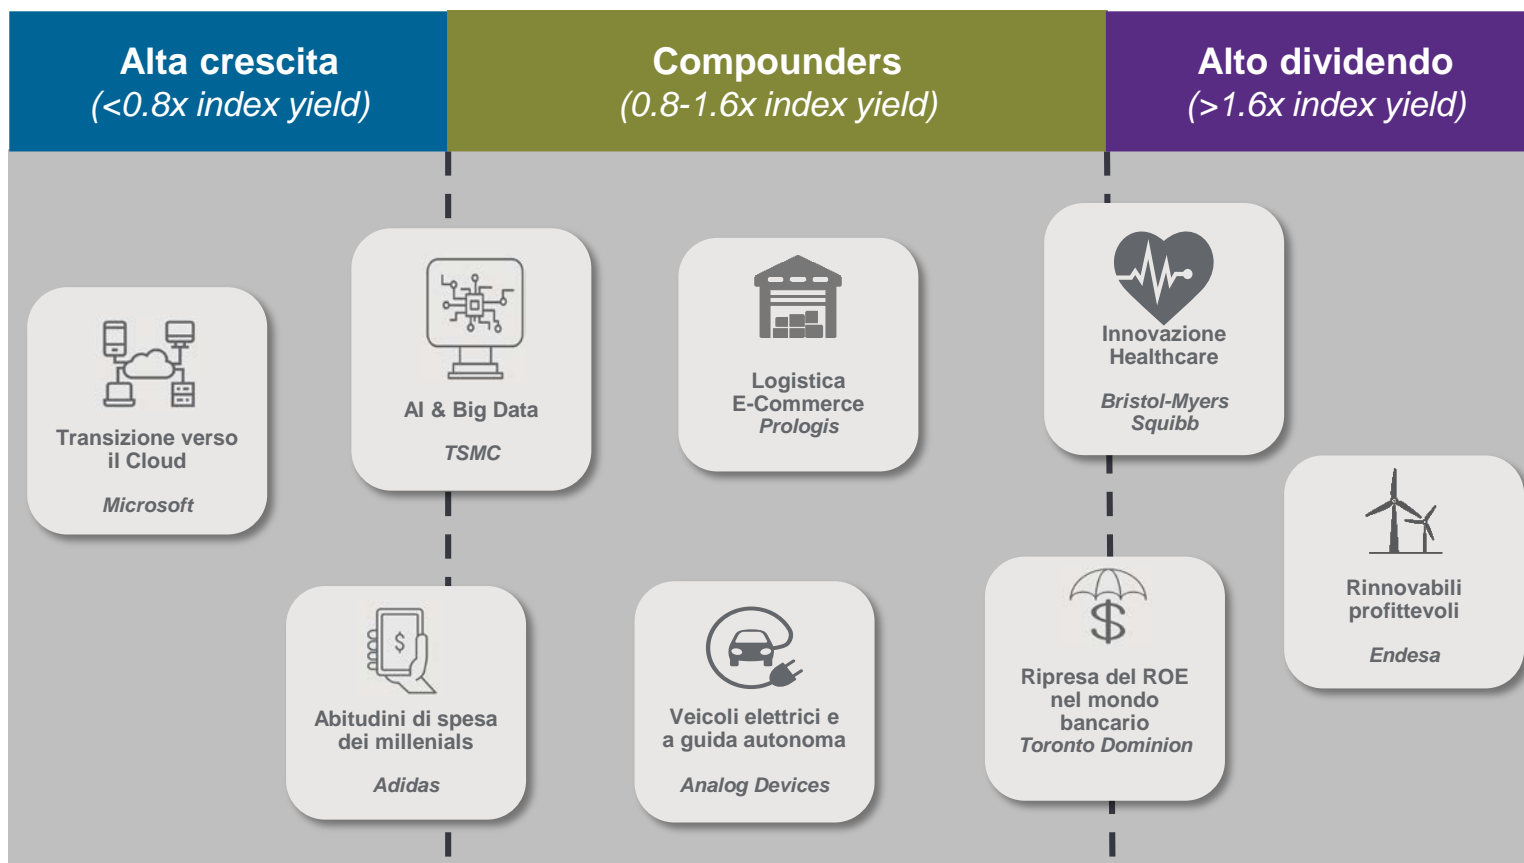 Alta crescita
(<0.8x index yield)
Compounders
(0.8-1.6x index yield)
Alto dividendo
(>1.6x index yield)
Transizione verso
il Cloud
Microsoft
AI & Big Data
TSMC
Abitudini di spesa
dei millenials
Adidas
Logistica
E-Commerce
Prologis
Veicoli elettrici e
a guida autonoma
Analog Devices
Innovazione
Healthcare
Bristol-Myers
Squibb
Ripresa del ROE
nel mondo
bancario
Toronto Dominion
Rinnovabili
profittevoli
Endesa